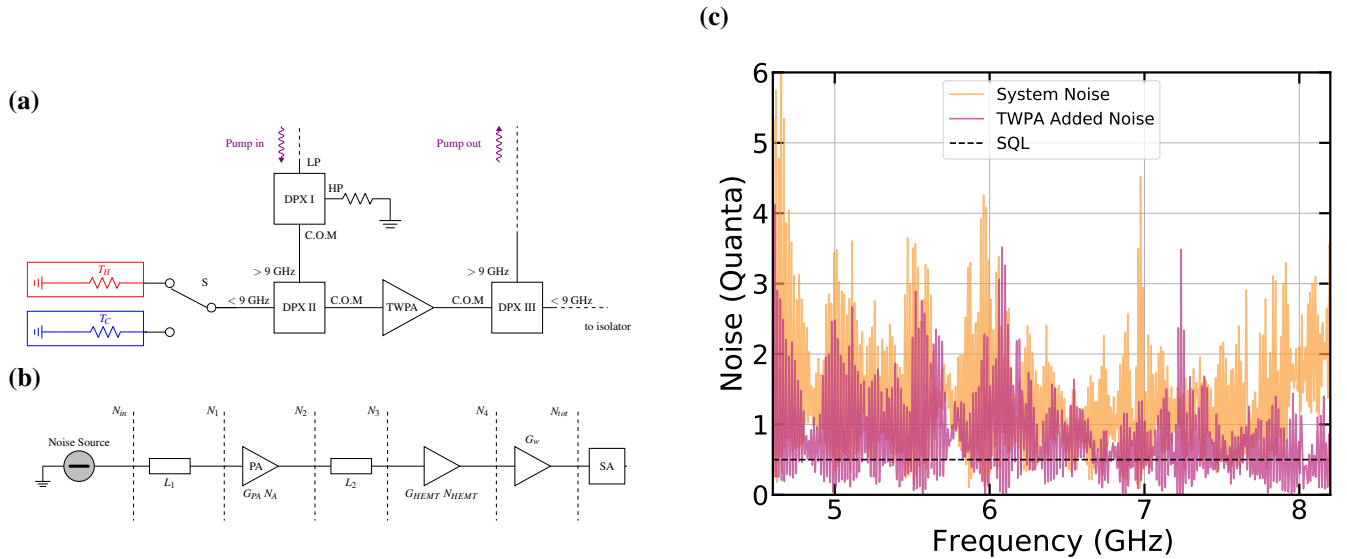 (a)
Pump in
Pump out
LP
DPX I
HP
C.O.M
T_H
S
> 9 GHz
> 9 GHz
< 9 GHz
DPX II
C.O.M
TWPA
C.O.M
DPX III
< 9 GHz
T_C
to isolator
(b)
N_in
N_1
N_2
N_3
N_4
N_tot
Noise Source
G_w
PA
SA
L_1
G_PA N_A
L_2
G_HEMT N_HEMT
(c)
System Noise
TWPA Added Noise
SQL
Noise (Quanta)
6
5
4
3
2
1
0
5
6
7
8
Frequency (GHz)